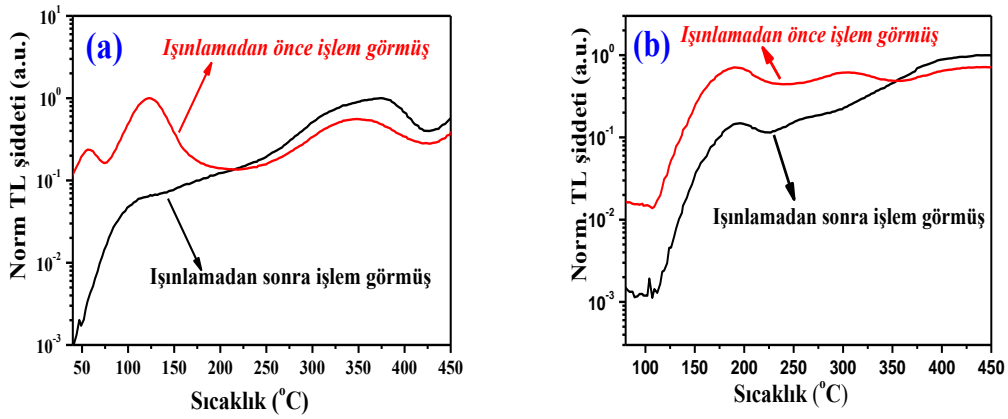 (a)
Işınlamadan önce işlem görmüş
Norm TL şiddeti (a.u.)
10^1
10^0
10^-1
10^-2
10^-3
Işınlamadan sonra işlem görmüş
50 100 150 200 250 300 350 400 450
Sıcaklık (°C)
(b)
Işınlamadan önce işlem görmüş
Norm. TL şiddeti (a.u.)
10^0
10^-1
10^-2
10^-3
Işınlamadan sonra işlem görmüş
100 150 200 250 300 350 400 450
Sıcaklık (°C)